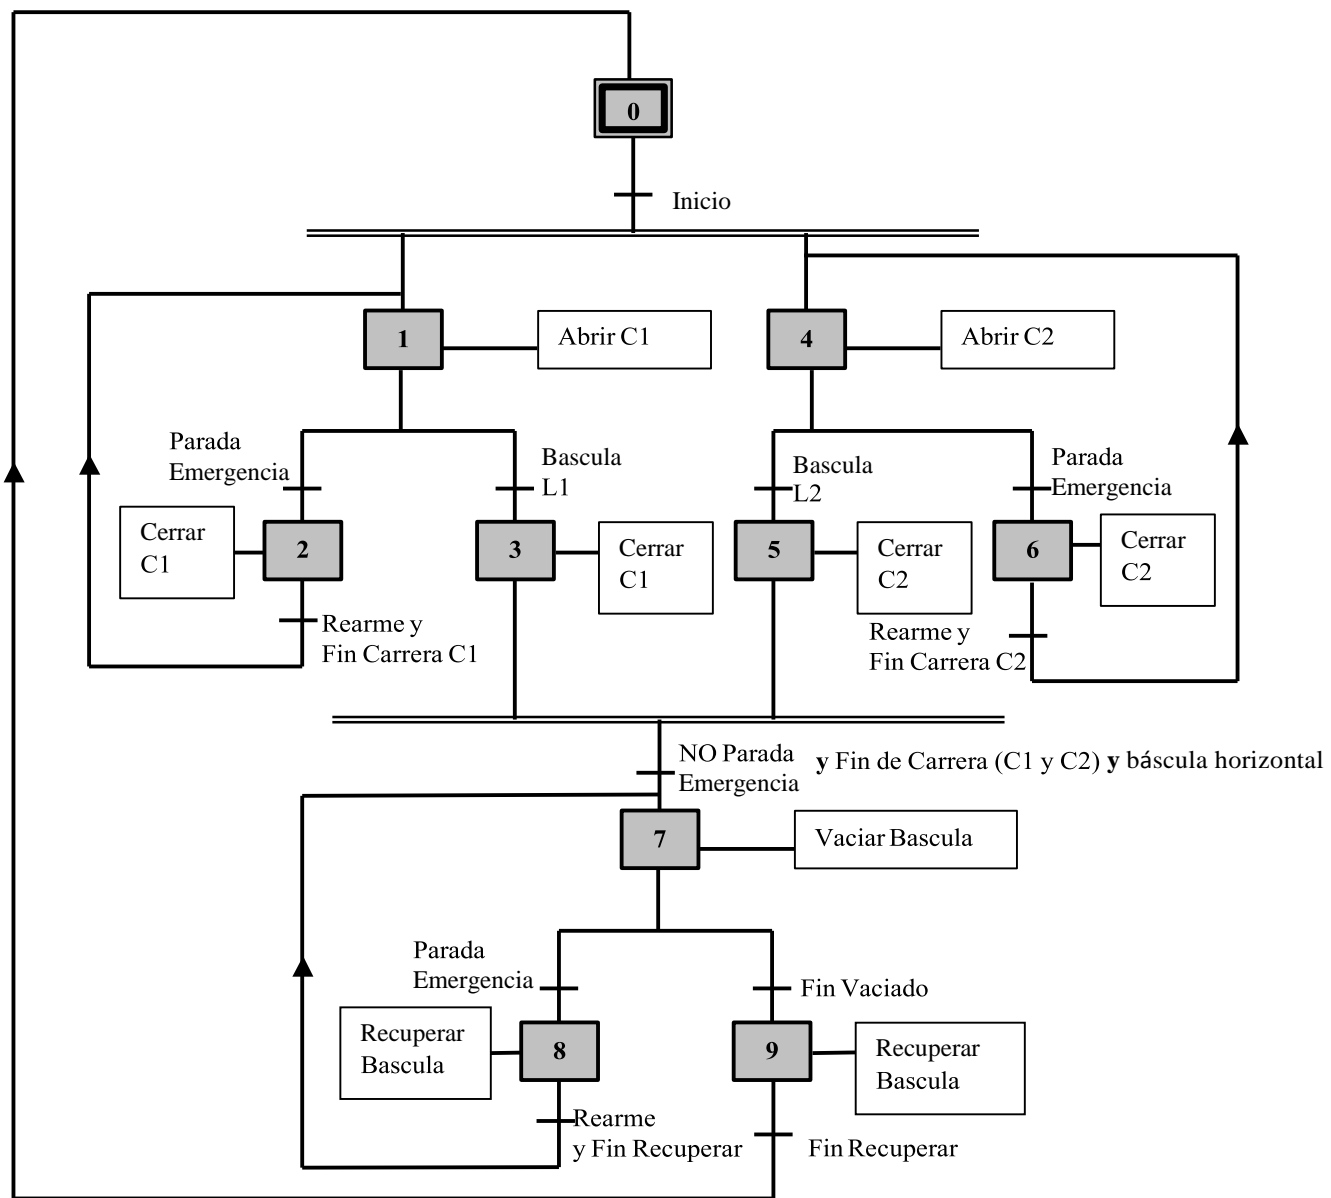 0
Inicio
1
Abrir C1
4
Abrir C2
Parada
Emergencia
Bascula
L1
Bascula
L2
Parada
Emergencia
Cerrar
C1
2
3
Cerrar
C1
5
Cerrar
C2
6
Cerrar
C2
Rearme y
Fin Carrera C1
Rearme y
Fin Carrera C2
NO Parada
Emergencia
y Fin de Carrera (C1 y C2) y báscula horizontal
7
Vaciar Bascula
Parada
Emergencia
Fin Vaciado
Recuperar
Bascula
8
9
Recuperar
Bascula
Rearme
y Fin Recuperar
Fin Recuperar